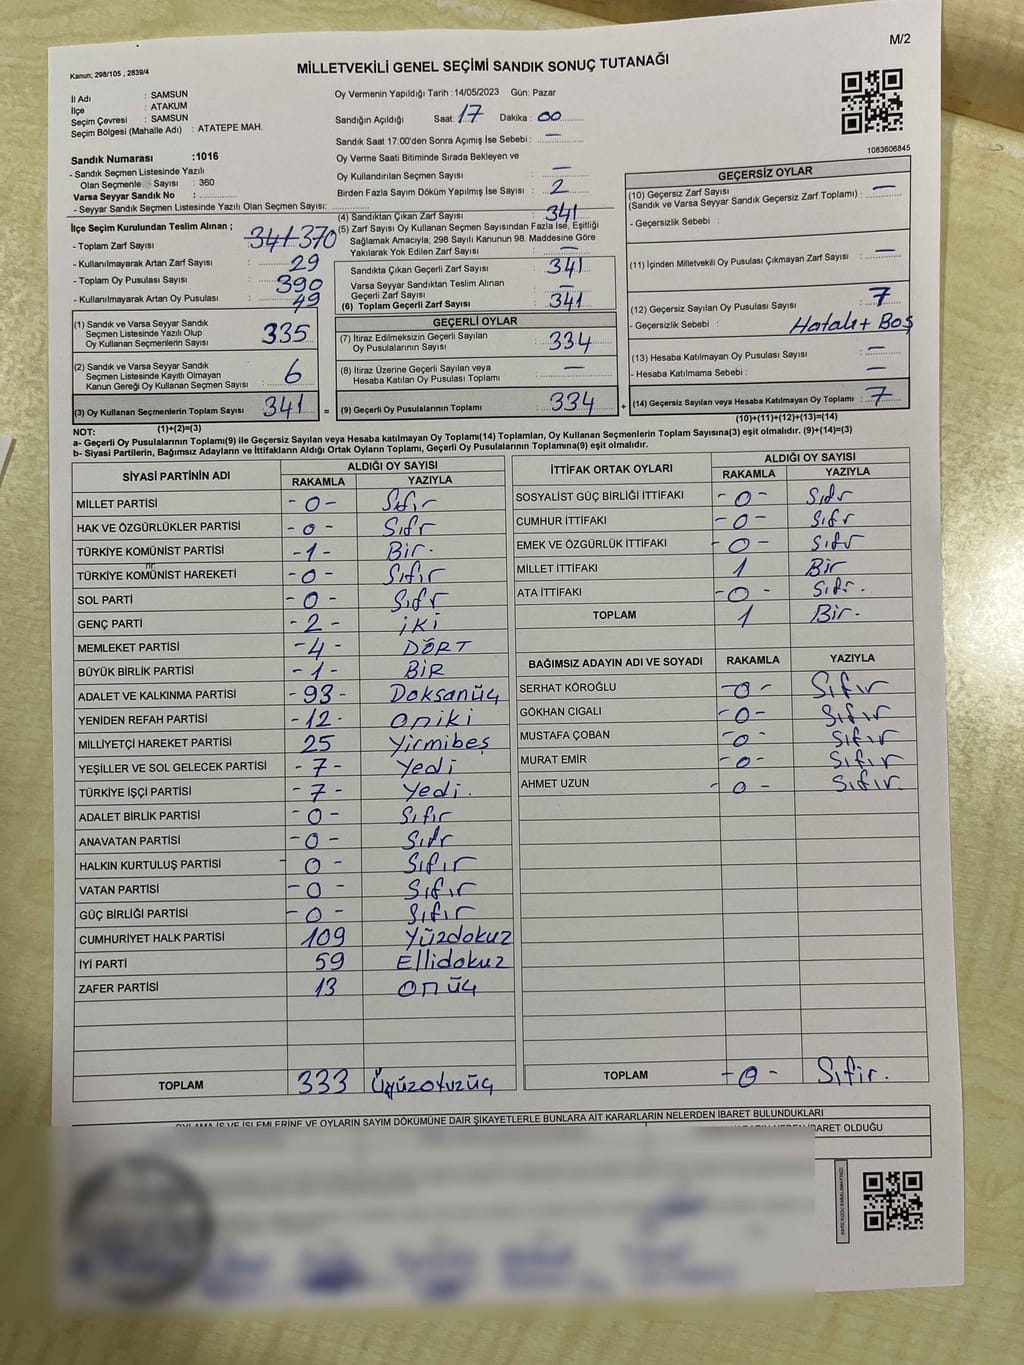 M/2
Kanun; 298/105 , 2839/4
MİLLETVEKİLİ GENEL SEÇİMİ SANDIK SONUÇ TUTANAĞI
İl Adı : SAMSUN
İlçe : ATAKUM
Seçim Çevresi : SAMSUN
Seçim Bölgesi (Mahalle Adı) : ATATEPE MAH.
Sandık Numarası :1016
- Sandık Seçmen Listesinde Yazılı
Olan Seçmenle Sayısı : 360
Varsa Seyyar Sandık No :
- Seyyar Sandık Seçmen Listesinde Yazılı Olan Seçmen Sayısı:
Oy Vermenin Yapıldığı Tarih : 14/05/2023 Gün: Pazar
Sandığın Açıldığı Saat: 17 Dakika : 00
Sandık Saat 17:00'den Sonra Açımış İse Sebebi : —
Oy Verme Saati Bitiminde Sırada Bekleyen ve
Oy Kullandırılan Seçmen Sayısı : —
Birden Fazla Sayım Döküm Yapılmış İse Sayısı : 2
1083606845
İlçe Seçim Kurulundan Teslim Alınan ;
- Toplam Zarf Sayısı : 341 370
- Kullanılmayarak Artan Zarf Sayısı : 29
- Toplam Oy Pusulası Sayısı : 390
- Kullanılmayarak Artan Oy Pusulası : 49
(1) Sandık ve Varsa Seyyar Sandık
Seçmen Listesinde Yazılı Olup
Oy Kullanan Seçmenlerin Sayısı : 335
(2) Sandık ve Varsa Seyyar Sandık
Seçmen Listesinde Kayıtlı Olmayan
Kanun Gereği Oy Kullanan Seçmen Sayısı : 6
(3) Oy Kullanan Seçmenlerin Toplam Sayısı 341 =
(1)+(2)=(3)
(4) Sandıktan Çıkan Zarf Sayısı : 341
(5) Zarf Sayısı Oy Kullanan Seçmen Sayısından Fazla İse, Eşitliği
Sağlamak Amacıyla; 298 Sayılı Kanunun 98. Maddesine Göre
Yakılarak Yok Edilen Zarf Sayısı : —
Sandıkta Çıkan Geçerli Zarf Sayısı : 341
Varsa Seyyar Sandıktan Teslim Alınan
Geçerli Zarf Sayısı : —
(6) Toplam Geçerli Zarf Sayısı : 341
GEÇERLİ OYLAR
(7) İtiraz Edilmeksizin Geçerli Sayılan
Oy Pusulalarının Sayısı : 334
(8) İtiraz Üzerine Geçerli Sayılan veya
Hesaba Katılan Oy Pusulası Toplamı : —
(9) Geçerli Oy Pusulalarının Toplamı : 334 +
GEÇERSİZ OYLAR
(10) Geçersiz Zarf Sayısı
(Sandık ve Varsa Seyyar Sandık Geçersiz Zarf Toplamı) : —
- Geçersizlik Sebebi :
(11) İçinden Milletvekili Oy Pusulası Çıkmayan Zarf Sayısı : —
(12) Geçersiz Sayılan Oy Pusulası Sayısı : 7
- Geçersizlik Sebebi : Hatalı + Boş
(13) Hesaba Katılmayan Oy Pusulası Sayısı : —
- Hesaba Katılmama Sebebi : —
(14) Geçersiz Sayılan veya Hesaba Katılmayan Oy Toplamı : 7
(10)+(11)+(12)+(13)=(14)
NOT:
a- Geçerli Oy Pusulalarının Toplamı(9) ile Geçersiz Sayılan veya Hesaba katılmayan Oy Toplamı(14) Toplamları, Oy Kullanan Seçmenlerin Toplam Sayısına(3) eşit olmalıdır. (9)+(14)=(3)
b- Siyasi Partilerin, Bağımsız Adayların ve İttifakların Aldığı Ortak Oyların Toplamı, Geçerli Oy Pusulalarının Toplamına(9) eşit olmalıdır.
SİYASİ PARTİNİN ADI ALDIĞI OY SAYISI
RAKAMLA YAZIYLA
MİLLET PARTİSİ -0- Sıfır
HAK VE ÖZGÜRLÜKLER PARTİSİ -0- Sıfr
TÜRKİYE KOMÜNİST PARTİSİ -1- Bir.
TÜRKİYE KOMÜNİST HAREKETİ -0- Sıfır
SOL PARTİ -0- Sıfr
GENÇ PARTİ -2- iKi
MEMLEKET PARTİSİ -4- DÖRT
BÜYÜK BİRLİK PARTİSİ -1- BİR
ADALET VE KALKINMA PARTİSİ -93- Doksanüç
YENİDEN REFAH PARTİSİ -12- oniki
MİLLİYETÇİ HAREKET PARTİSİ 25 Yirmibeş
YEŞİLLER VE SOL GELECEK PARTİSİ -7- Yedi
TÜRKİYE İŞÇİ PARTİSİ -7- Yedi.
ADALET BİRLİK PARTİSİ -0- Sıfır
ANAVATAN PARTİSİ -0- Sıfr
HALKIN KURTULUŞ PARTİSİ -0- Sıfır
VATAN PARTİSİ -0- Sıfır
GÜÇ BİRLİĞİ PARTİSİ -0- Sıfır
CUMHURİYET HALK PARTİSİ 109 Yüzdokuz
İYİ PARTİ 59 Ellidokuz
ZAFER PARTİSİ 13 onüç
TOPLAM 333 Üçyüzotuzüç
İTTİFAK ORTAK OYLARI ALDIĞI OY SAYISI
RAKAMLA YAZIYLA
SOSYALİST GÜÇ BİRLİĞİ İTTİFAKI -0- Sıfr
CUMHUR İTTİFAKI -0- Sıfr
EMEK VE ÖZGÜRLÜK İTTİFAKI -0- Sıfr
MİLLET İTTİFAKI 1 Bir
ATA İTTİFAKI -0- Sıfr.
TOPLAM 1 Bir.
BAĞIMSIZ ADAYIN ADI VE SOYADI RAKAMLA YAZIYLA
SERHAT KÖROĞLU -0- Sıfır
GÖKHAN CIGALI -0- Sıfır
MUSTAFA ÇOBAN -0- Sıfır
MURAT EMİR -0- Sıfır
AHMET UZUN -0- Sıfır.
TOPLAM -0- Sıfir.
OYLAMA İŞ VE İŞLEMLERİNE VE OYLARIN SAYIM DÖKÜMÜNE DAİR ŞİKAYETLERLE BUNLARA AİT KARARLARIN NELERDEN İBARET BULUNDUKLARI
KARARIN NEDEN İBARET OLDUĞU